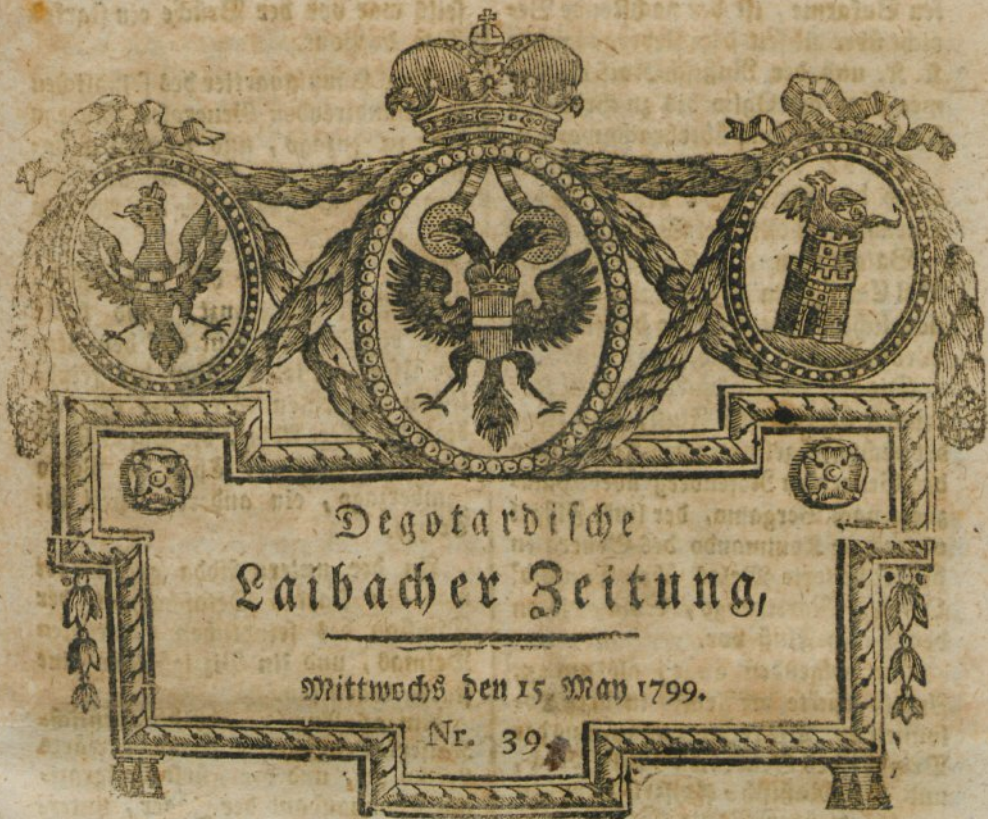 Degotardische
Laibacher Zeitung,
Mittwochs den 15. May 1799.
Nr. 39.